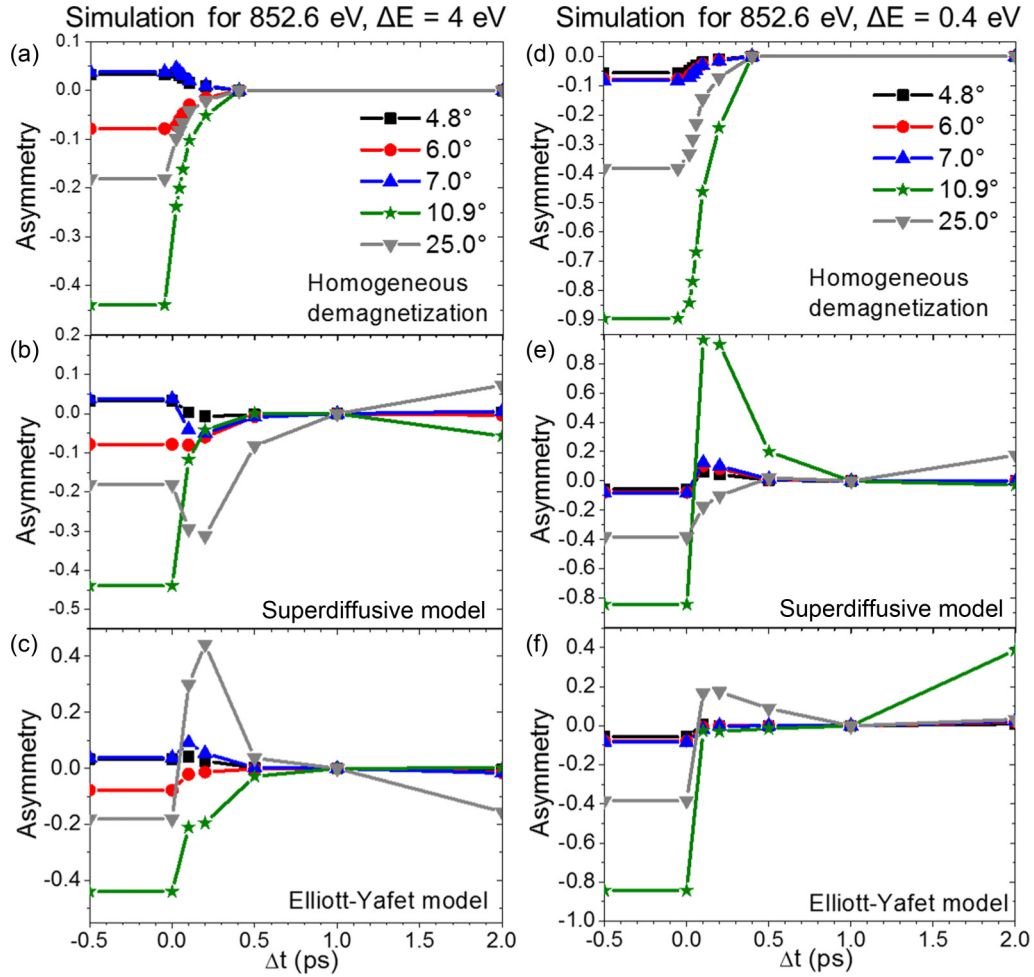 Simulation for 852.6 eV, ΔE = 4 eV
Simulation for 852.6 eV, ΔE = 0.4 eV
(a)
0.1
0.0
-0.1
-0.2
-0.3
-0.4
Asymmetry
4.8°
6.0°
7.0°
10.9°
25.0°
Homogeneous
demagnetization
(d)
0.0
-0.1
-0.2
-0.3
-0.4
-0.5
-0.6
-0.7
-0.8
-0.9
Asymmetry
4.8°
6.0°
7.0°
10.9°
25.0°
Homogeneous
demagnetization
(b)
0.2
0.1
0.0
-0.1
-0.2
-0.3
-0.4
-0.5
Asymmetry
Superdiffusive model
(e)
0.8
0.6
0.4
0.2
0.0
-0.2
-0.4
-0.6
-0.8
Asymmetry
Superdiffusive model
(c)
0.4
0.2
0.0
-0.2
-0.4
Asymmetry
Elliott-Yafet model
-0.5
0.0
0.5
1.0
1.5
2.0
Δt (ps)
(f)
0.4
0.2
0.0
-0.2
-0.4
-0.6
-0.8
-1.0
Asymmetry
Elliott-Yafet model
-0.5
0.0
0.5
1.0
1.5
2.0
Δt (ps)